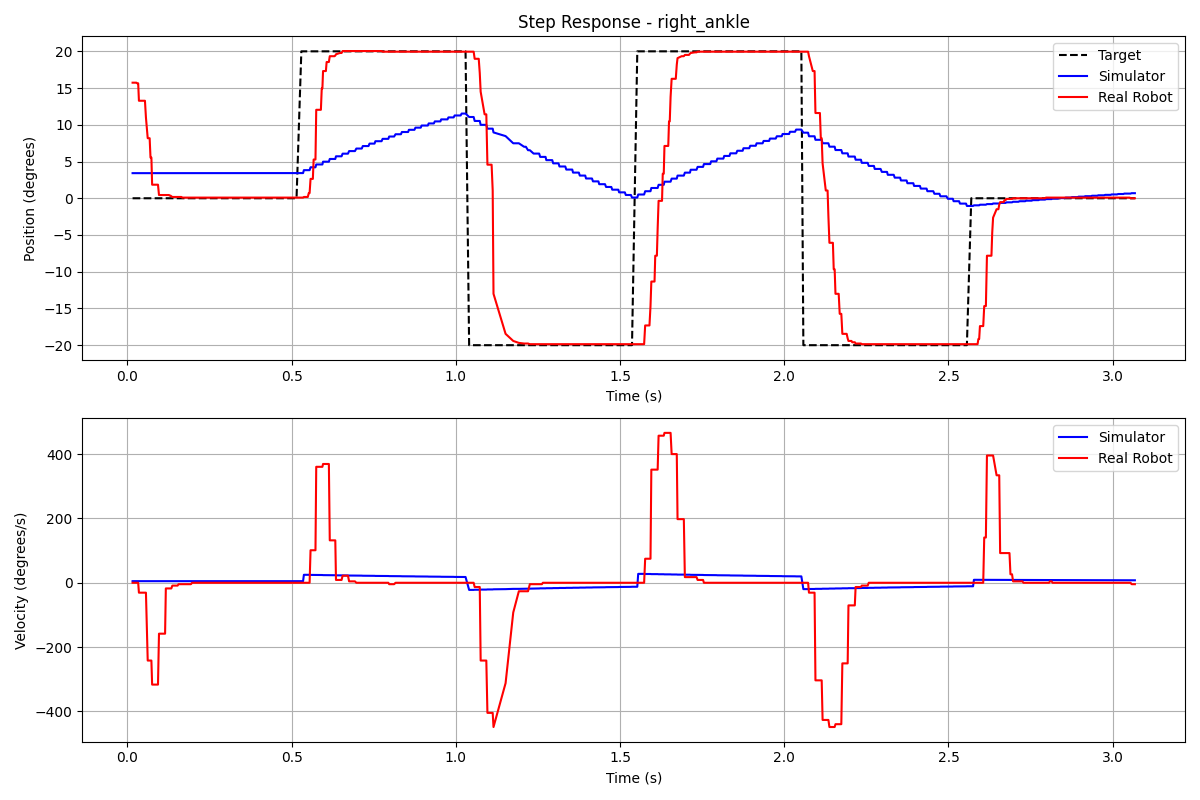 Step Response - right_ankle
Position (degrees)
20
15
10
5
0
−5
−10
−15
−20
Target
Simulator
Real Robot
0.0 0.5 1.0 1.5 2.0 2.5 3.0
Time (s)
Velocity (degrees/s)
400
200
0
−200
−400
Simulator
Real Robot
0.0 0.5 1.0 1.5 2.0 2.5 3.0
Time (s)